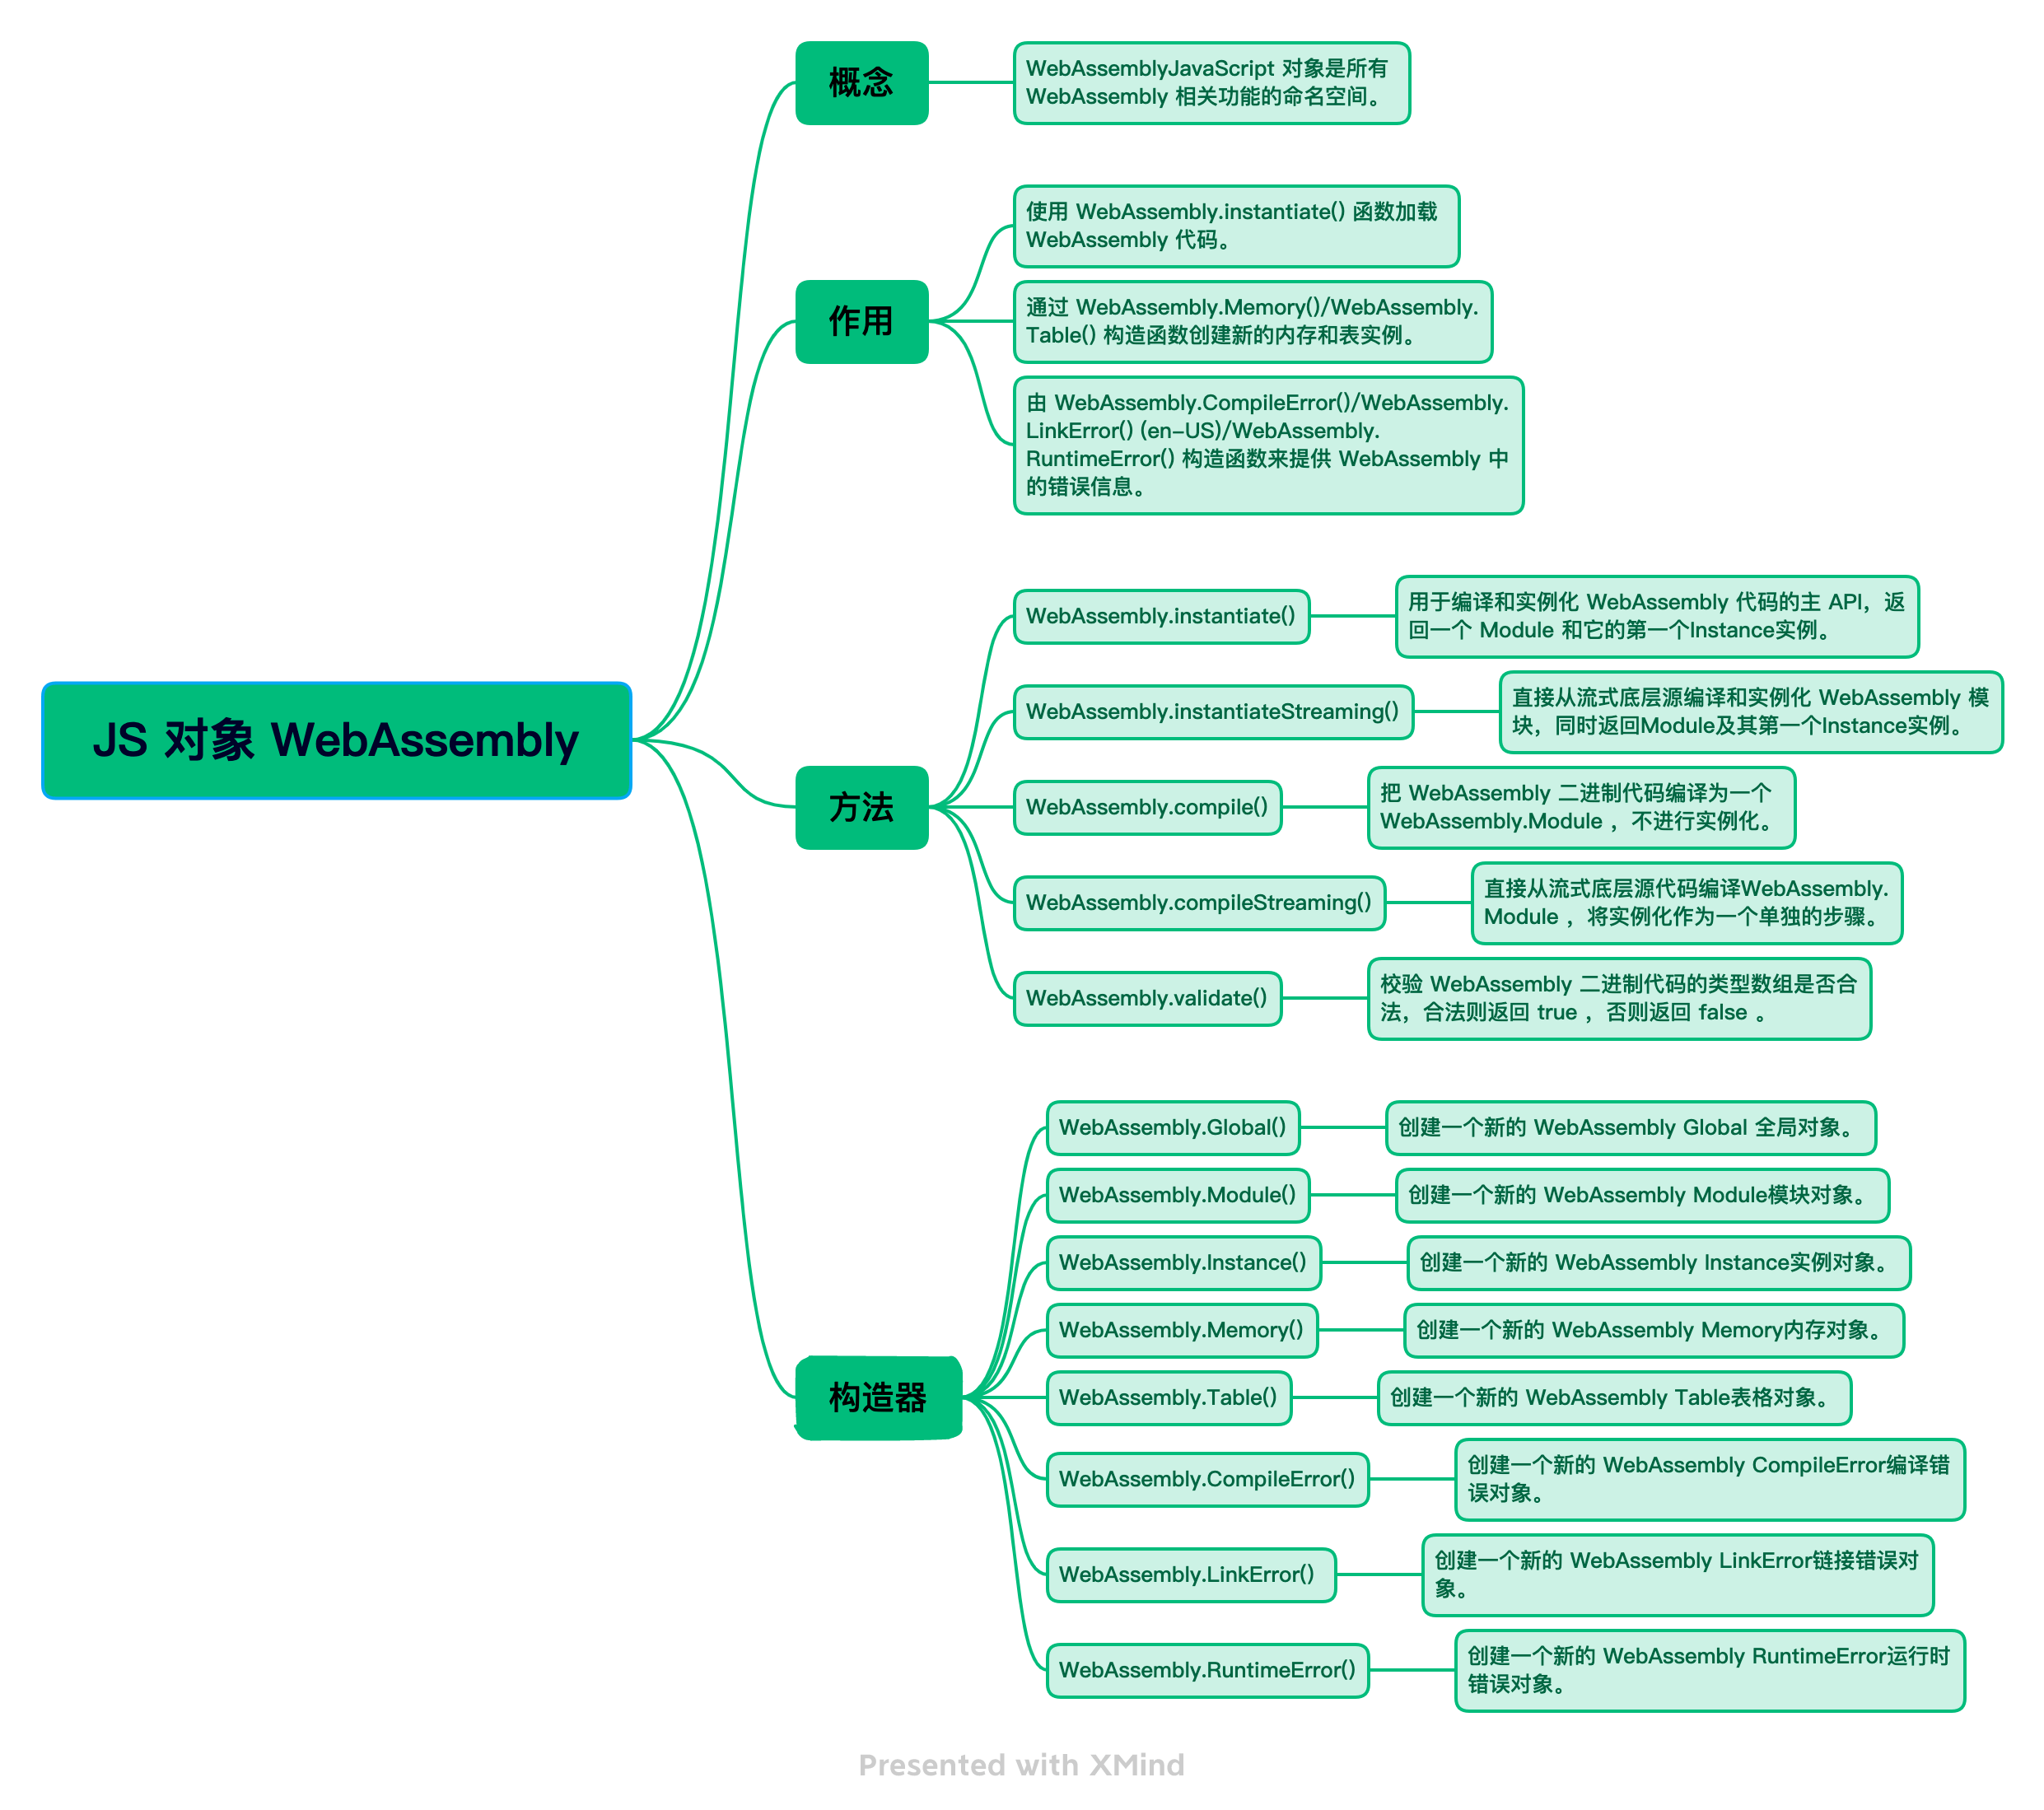 JS 对象 WebAssembly
概念
WebAssemblyJavaScript 对象是所有
WebAssembly 相关功能的命名空间。
作用
使用 WebAssembly.instantiate() 函数加载
WebAssembly 代码。
通过 WebAssembly.Memory()/WebAssembly.
Table() 构造函数创建新的内存和表实例。
由 WebAssembly.CompileError()/WebAssembly.
LinkError() (en-US)/WebAssembly.
RuntimeError() 构造函数来提供 WebAssembly 中
的错误信息。
方法
WebAssembly.instantiate()
用于编译和实例化 WebAssembly 代码的主 API，返
回一个 Module 和它的第一个Instance实例。
WebAssembly.instantiateStreaming()
直接从流式底层源编译和实例化 WebAssembly 模
块，同时返回Module及其第一个Instance实例。
WebAssembly.compile()
把 WebAssembly 二进制代码编译为一个
WebAssembly.Module ，不进行实例化。
WebAssembly.compileStreaming()
直接从流式底层源代码编译WebAssembly.
Module ，将实例化作为一个单独的步骤。
WebAssembly.validate()
校验 WebAssembly 二进制代码的类型数组是否合
法，合法则返回 true ，否则返回 false 。
构造器
WebAssembly.Global()
创建一个新的 WebAssembly Global 全局对象。
WebAssembly.Module()
创建一个新的 WebAssembly Module模块对象。
WebAssembly.Instance()
创建一个新的 WebAssembly Instance实例对象。
WebAssembly.Memory()
创建一个新的 WebAssembly Memory内存对象。
WebAssembly.Table()
创建一个新的 WebAssembly Table表格对象。
WebAssembly.CompileError()
创建一个新的 WebAssembly CompileError编译错
误对象。
WebAssembly.LinkError()
创建一个新的 WebAssembly LinkError链接错误对
象。
WebAssembly.RuntimeError()
创建一个新的 WebAssembly RuntimeError运行时
错误对象。
Presented with XMind